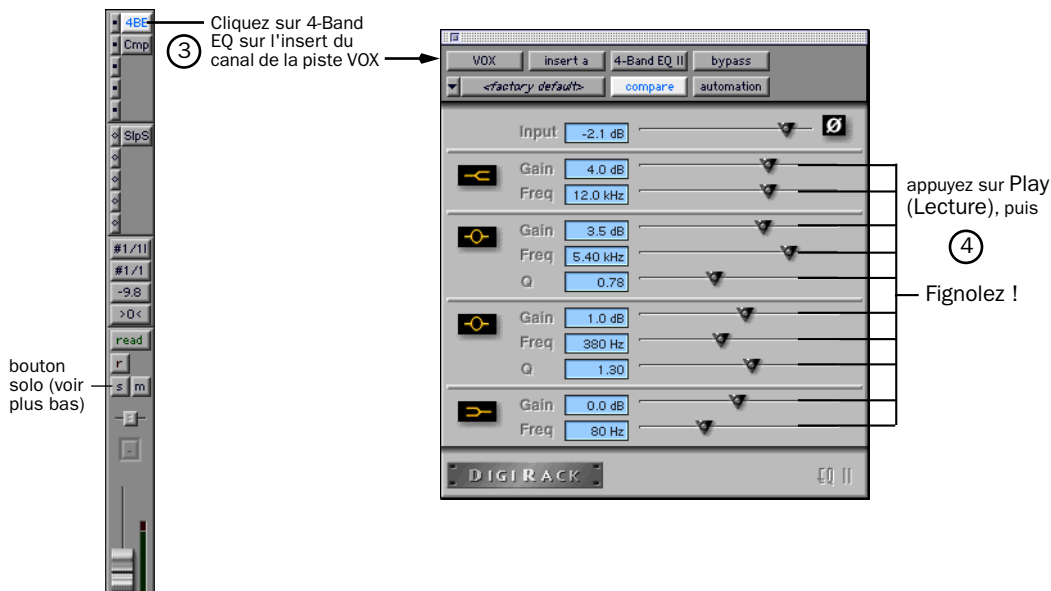 4BE
Cmp
SlpS
#1/1I
#1/1
-9.8
>0<
read
r
s m
Cliquez sur 4-Band
EQ sur l'insert du
canal de la piste VOX
3
bouton
solo (voir
plus bas)
VOX insert a 4-Band EQ II bypass
<factory default> compare automation
Input -2.1 dB Ø
Gain 4.0 dB
Freq 12.0 kHz
Gain 3.5 dB
Freq 5.40 kHz
Q 0.78
Gain 1.0 dB
Freq 380 Hz
Q 1.30
Gain 0.0 dB
Freq 80 Hz
DIGIRACK EQ II
appuyez sur Play
(Lecture), puis
4
Fignolez !